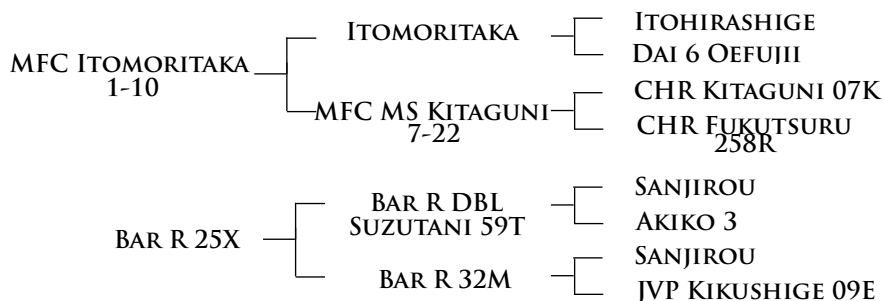 Itohirashige
Itomoritaka
Dai 6 Oefujii
MFC Itomoritaka
1-10
CHR Kitaguni 07K
MFC MS Kitaguni
7-22
CHR Fukutsuru
258R
Sanjirou
Bar R DBL
Suzutani 59T
Akiko 3
Bar R 25X
Sanjirou
Bar R 32M
JVP Kikushige 09E